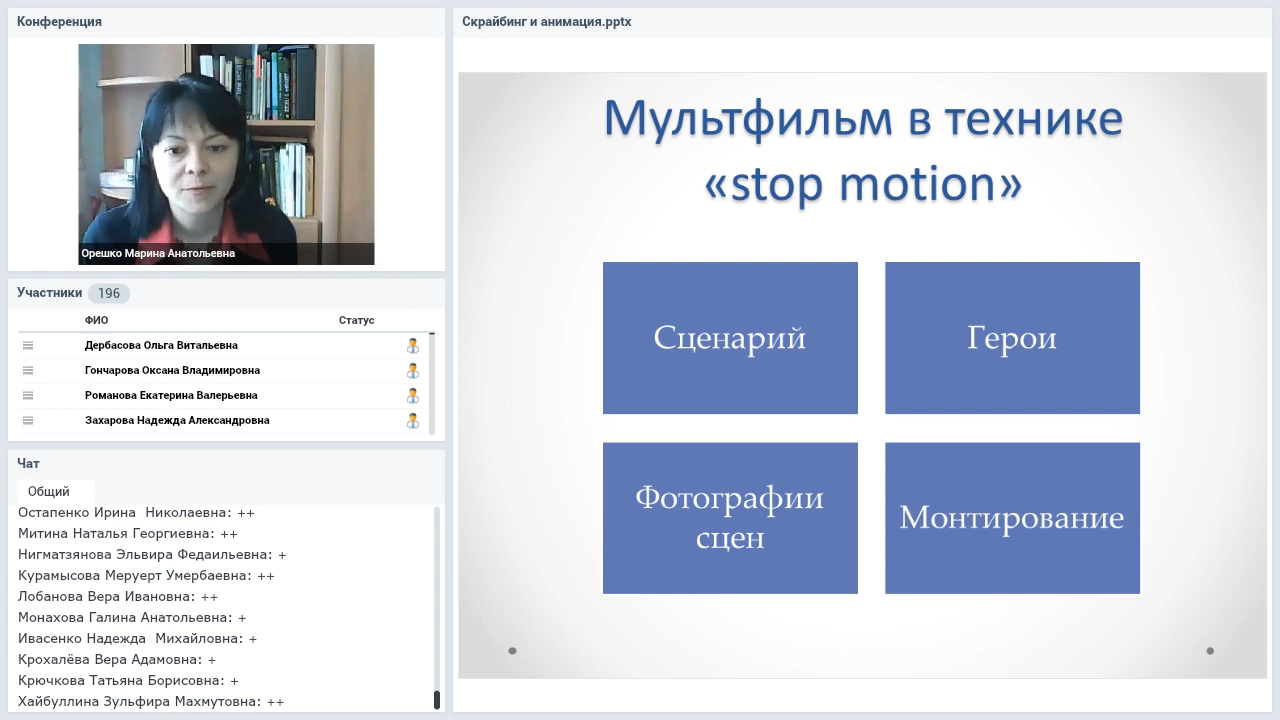 Конференция
Орешко Марина Анатольевна
Участники 196
ФИО Статус
Дербасова Ольга Витальевна
Гончарова Оксана Владимировна
Романова Екатерина Валерьевна
Захарова Надежда Александровна
Чат
Общий
Остапенко Ирина  Николаевна: ++
Митина Наталья Георгиевна: ++
Нигматзянова Эльвира Федаильевна: +
Курамысова Меруерт Умербаевна: ++
Лобанова Вера Ивановна: ++
Монахова Галина Анатольевна: +
Ивасенко Надежда  Михайловна: +
Крохалёва Вера Адамовна: +
Крючкова Татьяна Борисовна: +
Хайбуллина Зульфира Махмутовна: ++
Скрайбинг и анимация.pptx
Мультфильм в технике
«stop motion»
Сценарий
Герои
Фотографии
сцен
Монтирование